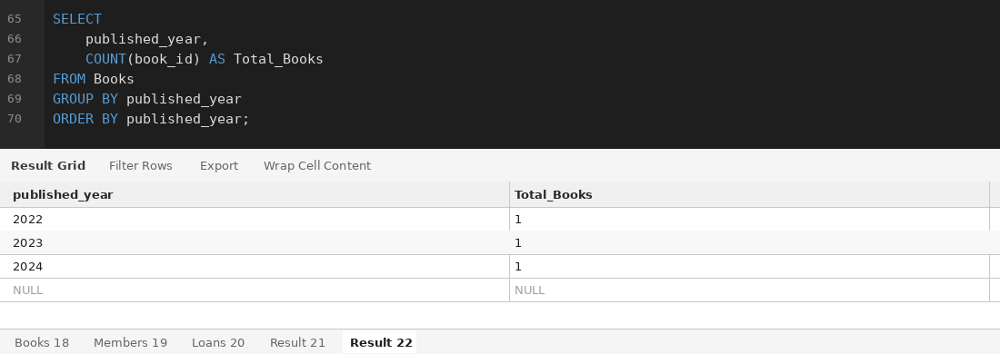 65 SELECT
66     published_year,
67     COUNT(book_id) AS Total_Books
68 FROM Books
69 GROUP BY published_year
70 ORDER BY published_year;
Result Grid Filter Rows Export Wrap Cell Content
published_year Total_Books
2022 1
2023 1
2024 1
NULL NULL
Books 18 Members 19 Loans 20 Result 21 Result 22